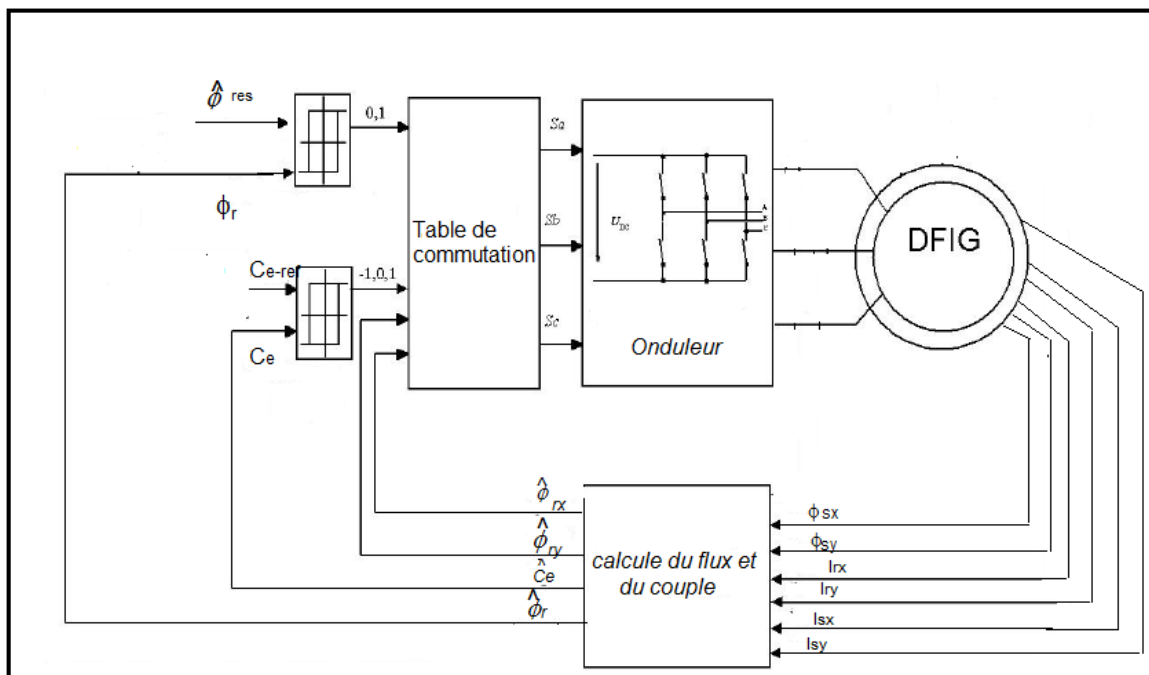 ϕ̂ res
0,1
ϕr
Ce-ref
-1,0,1
Ce
Table de
commutation
Sa
Sb
Sc
UDC
A
B
C
Onduleur
DFIG
ϕ̂rx
ϕ̂ry
Ĉe
ϕ̂r
calcule du flux et
du couple
ϕsx
ϕsy
Irx
Iry
Isx
Isy